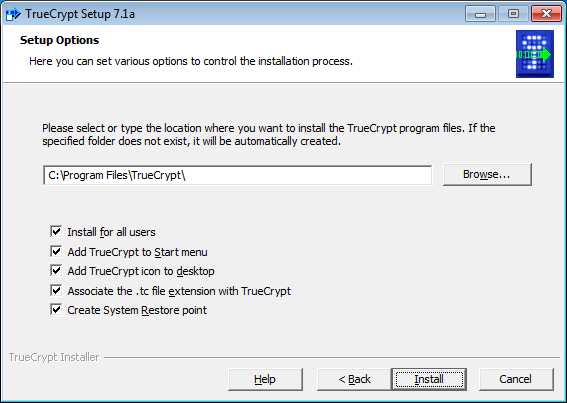 TrueCrypt Setup 7.1a
Setup Options
Here you can set various options to control the installation process.
Please select or type the location where you want to install the TrueCrypt program files. If the
specified folder does not exist, it will be automatically created.
C:\Program Files\TrueCrypt\
Browse...
Install for all users
Add TrueCrypt to Start menu
Add TrueCrypt icon to desktop
Associate the .tc file extension with TrueCrypt
Create System Restore point
TrueCrypt Installer
Help
< Back
Install
Cancel